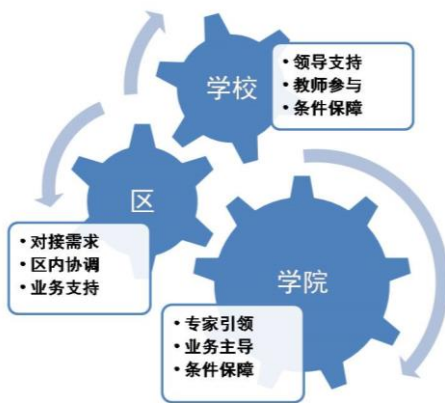 学校
• 领导支持
• 教师参与
• 条件保障
区
• 对接需求
• 区内协调
• 业务支持
学院
• 专家引领
• 业务主导
• 条件保障